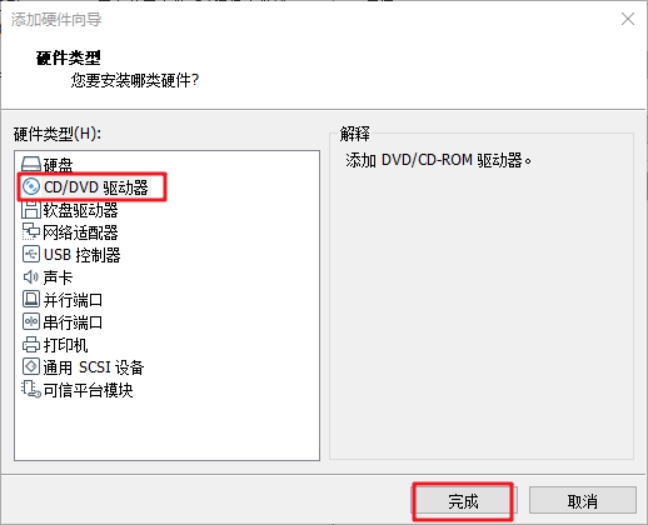 添加硬件向导
硬件类型
您要安装哪类硬件?
硬件类型(H):
硬盘
CD/DVD 驱动器
软盘驱动器
网络适配器
USB 控制器
声卡
并行端口
串行端口
打印机
通用 SCSI 设备
可信平台模块
解释
添加 DVD/CD-ROM 驱动器。
完成
取消